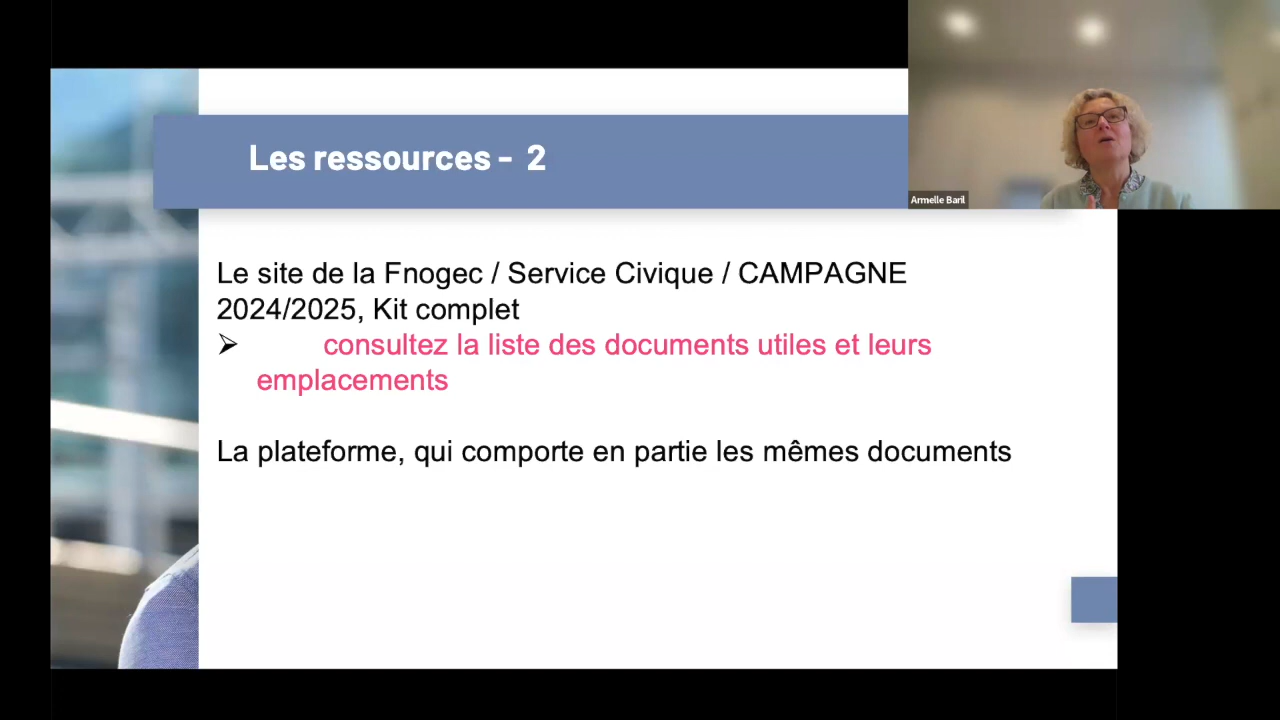 Les ressources - 2
Armelle Baril
Le site de la Fnogec / Service Civique / CAMPAGNE
2024/2025, Kit complet
➢ consultez la liste des documents utiles et leurs
emplacements
La plateforme, qui comporte en partie les mêmes documents